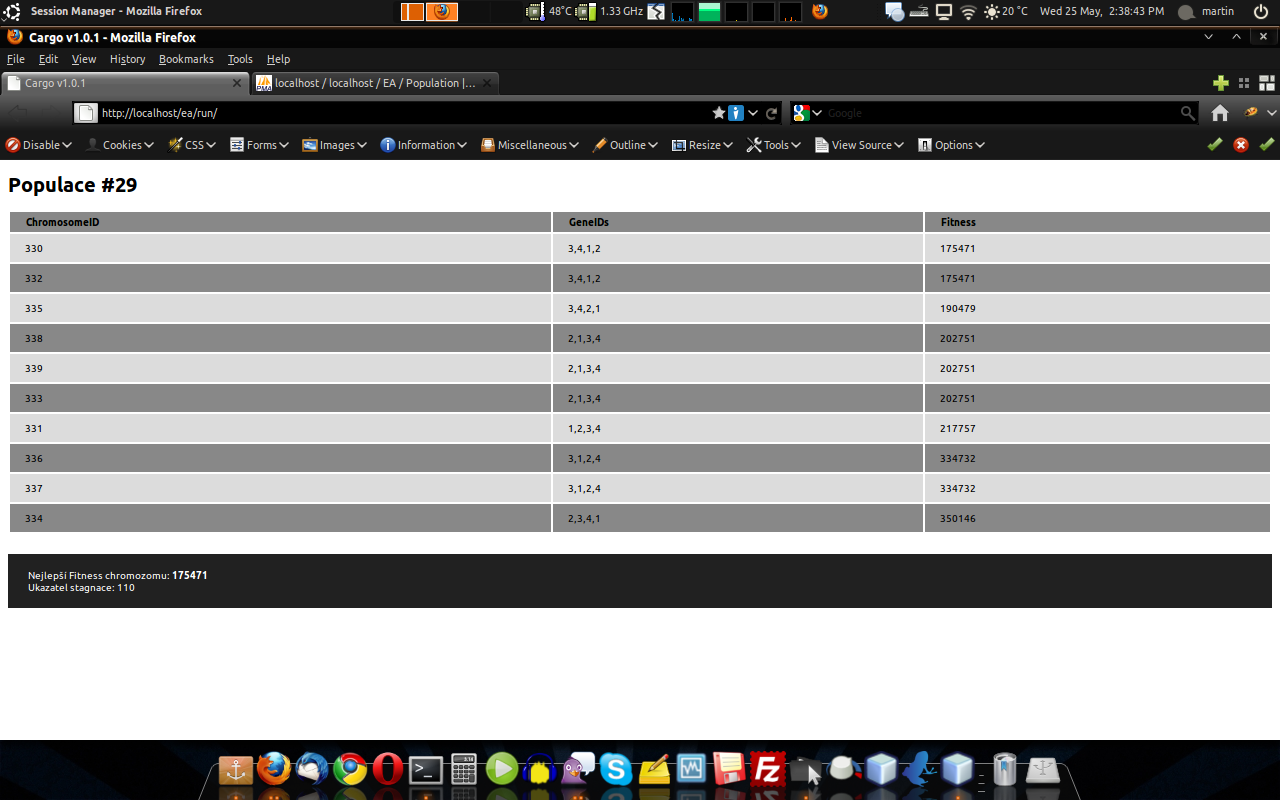 Session Manager - Mozilla Firefox 48°C 1.33 GHz 20 °C Wed 25 May, 2:38:43 PM martin
Cargo v1.0.1 - Mozilla Firefox
File Edit View History Bookmarks Tools Help
Cargo v1.0.1 localhost / localhost / EA / Population |...
http://localhost/ea/run/ Google
Disable Cookies CSS Forms Images Information Miscellaneous Outline Resize Tools View Source Options
Populace #29
ChromosomeID GeneIDs Fitness
330 3,4,1,2 175471
332 3,4,1,2 175471
335 3,4,2,1 190479
338 2,1,3,4 202751
339 2,1,3,4 202751
333 2,1,3,4 202751
331 1,2,3,4 217757
336 3,1,2,4 334732
337 3,1,2,4 334732
334 2,3,4,1 350146
Nejlepší Fitness chromozomu: 175471
Ukazatel stagnace: 110